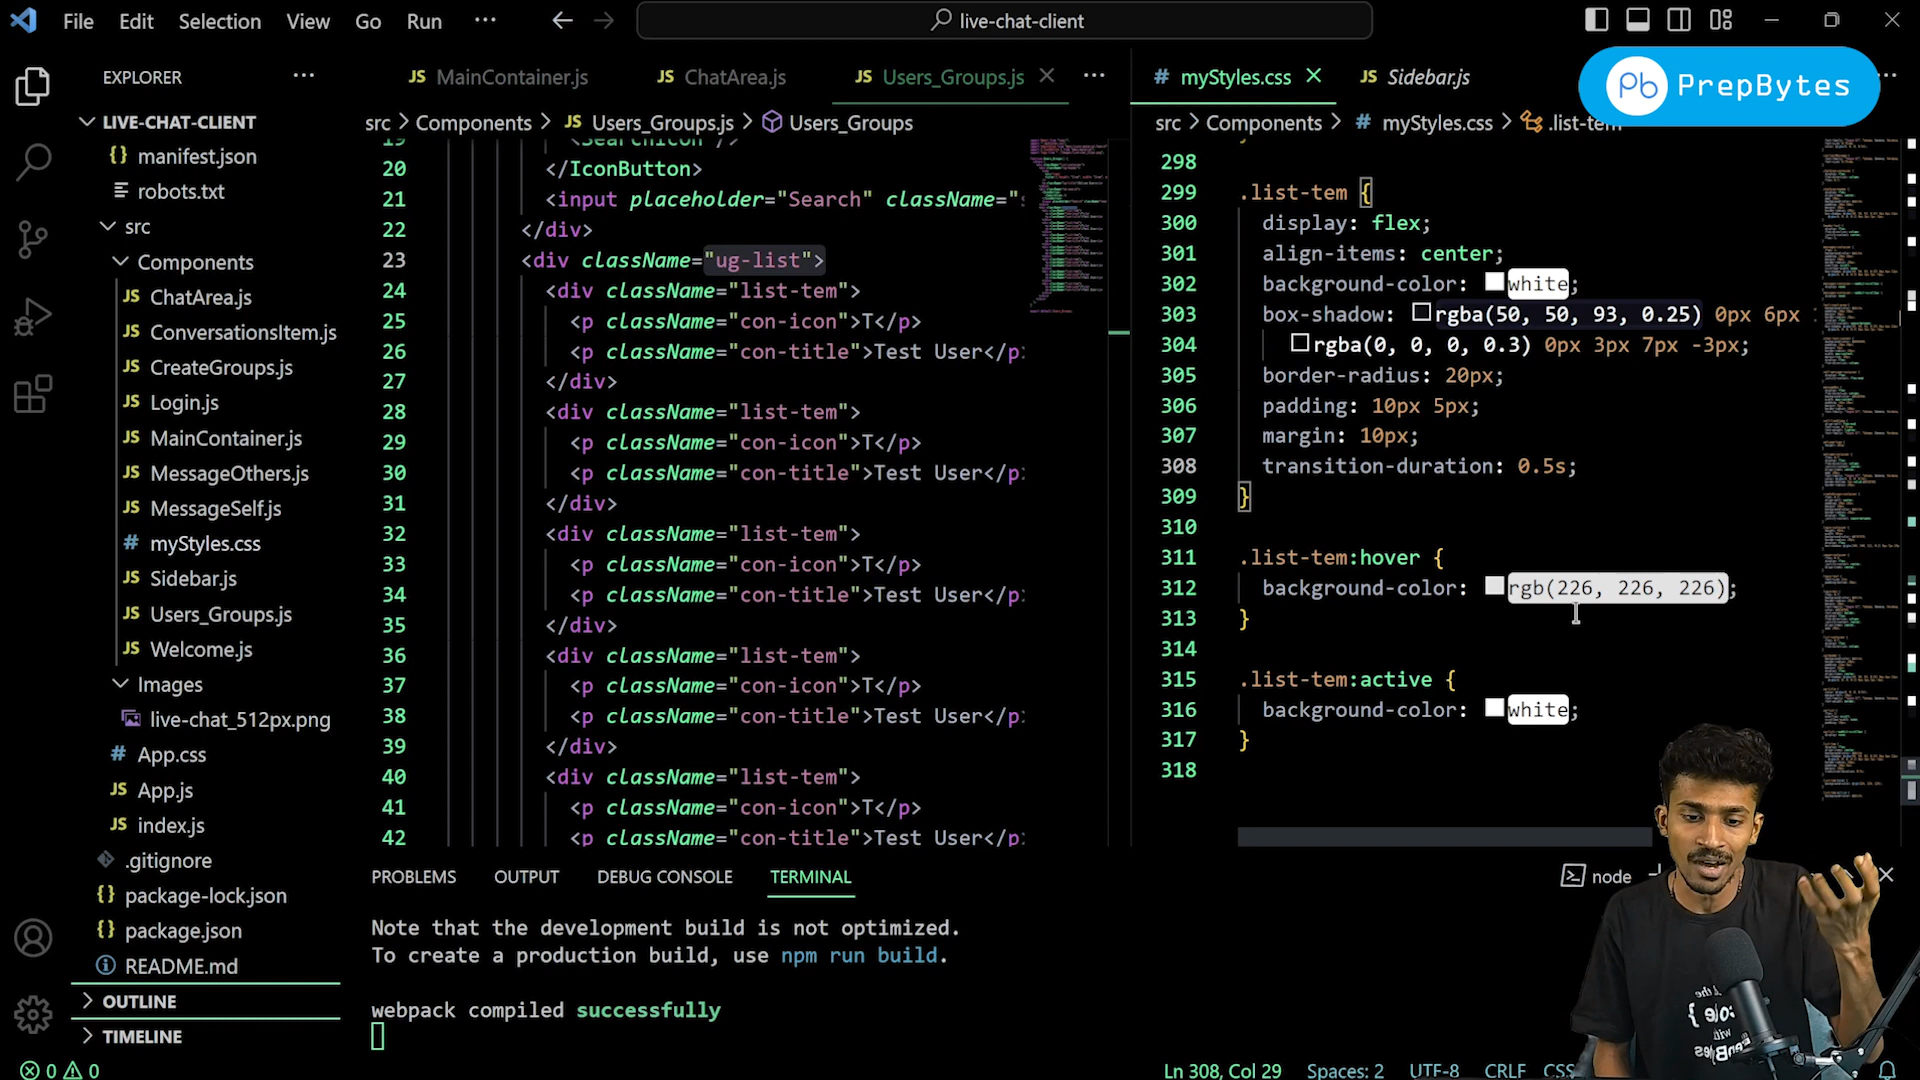 File Edit Selection View Go Run ···
live-chat-client
EXPLORER ···
LIVE-CHAT-CLIENT
{} manifest.json
robots.txt
src
Components
JS ChatArea.js
JS ConversationsItem.js
JS CreateGroups.js
JS Login.js
JS MainContainer.js
JS MessageOthers.js
JS MessageSelf.js
# myStyles.css
JS Sidebar.js
JS Users_Groups.js
JS Welcome.js
Images
live-chat_512px.png
# App.css
JS App.js
JS index.js
.gitignore
{} package-lock.json
{} package.json
README.md
OUTLINE
TIMELINE
JS MainContainer.js JS ChatArea.js JS Users_Groups.js ···
src > Components > JS Users_Groups.js > Users_Groups
19 <SearchIcon />
20 </IconButton>
21 <input placeholder="Search" className="s
22 </div>
23 <div className="ug-list">
24 <div className="list-tem">
25 <p className="con-icon">T</p>
26 <p className="con-title">Test User</p>
27 </div>
28 <div className="list-tem">
29 <p className="con-icon">T</p>
30 <p className="con-title">Test User</p>
31 </div>
32 <div className="list-tem">
33 <p className="con-icon">T</p>
34 <p className="con-title">Test User</p>
35 </div>
36 <div className="list-tem">
37 <p className="con-icon">T</p>
38 <p className="con-title">Test User</p>
39 </div>
40 <div className="list-tem">
41 <p className="con-icon">T</p>
42 <p className="con-title">Test User</p>
# myStyles.css JS Sidebar.js
Pb PrepBytes
src > Components > # myStyles.css > .list-tem
298
299 .list-tem {
300 display: flex;
301 align-items: center;
302 background-color: white;
303 box-shadow: rgba(50, 50, 93, 0.25) 0px 6px
304 rgba(0, 0, 0, 0.3) 0px 3px 7px -3px;
305 border-radius: 20px;
306 padding: 10px 5px;
307 margin: 10px;
308 transition-duration: 0.5s;
309 }
310
311 .list-tem:hover {
312 background-color: rgb(226, 226, 226);
313 }
314
315 .list-tem:active {
316 background-color: white;
317 }
318
PROBLEMS OUTPUT DEBUG CONSOLE TERMINAL
node
Note that the development build is not optimized.
To create a production build, use npm run build.
webpack compiled successfully
0 0
Ln 308, Col 29 Spaces: 2 UTF-8 CRLF CSS